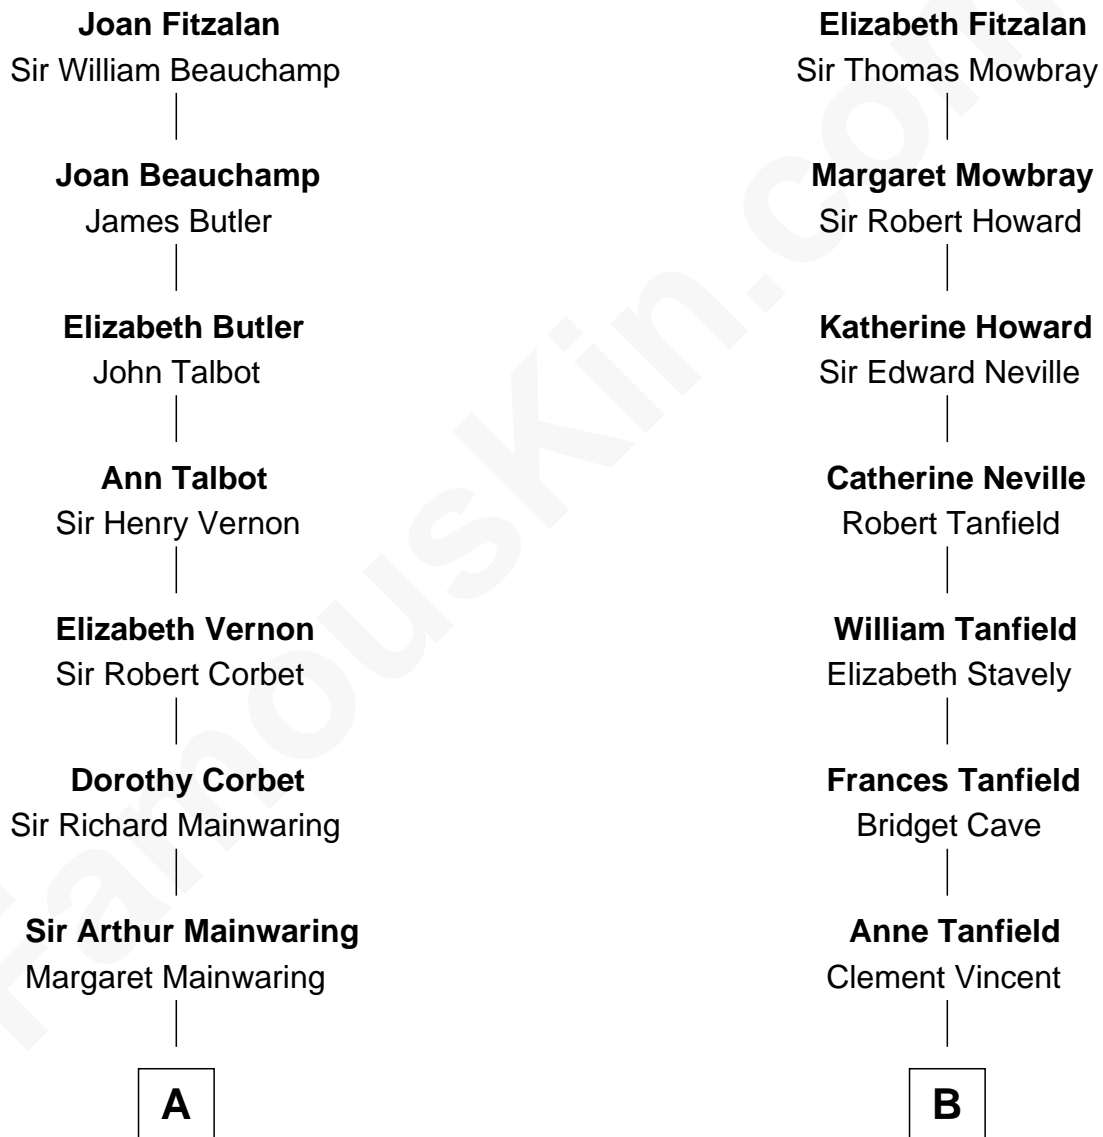 Joan Fitzalan
Sir William Beauchamp
Joan Beauchamp
James Butler
Elizabeth Butler
John Talbot
Ann Talbot
Sir Henry Vernon
Elizabeth Vernon
Sir Robert Corbet
Dorothy Corbet
Sir Richard Mainwaring
Sir Arthur Mainwaring
Margaret Mainwaring
A
Elizabeth Fitzalan
Sir Thomas Mowbray
Margaret Mowbray
Sir Robert Howard
Katherine Howard
Sir Edward Neville
Catherine Neville
Robert Tanfield
William Tanfield
Elizabeth Stavely
Frances Tanfield
Bridget Cave
Anne Tanfield
Clement Vincent
B
FamousKin.com